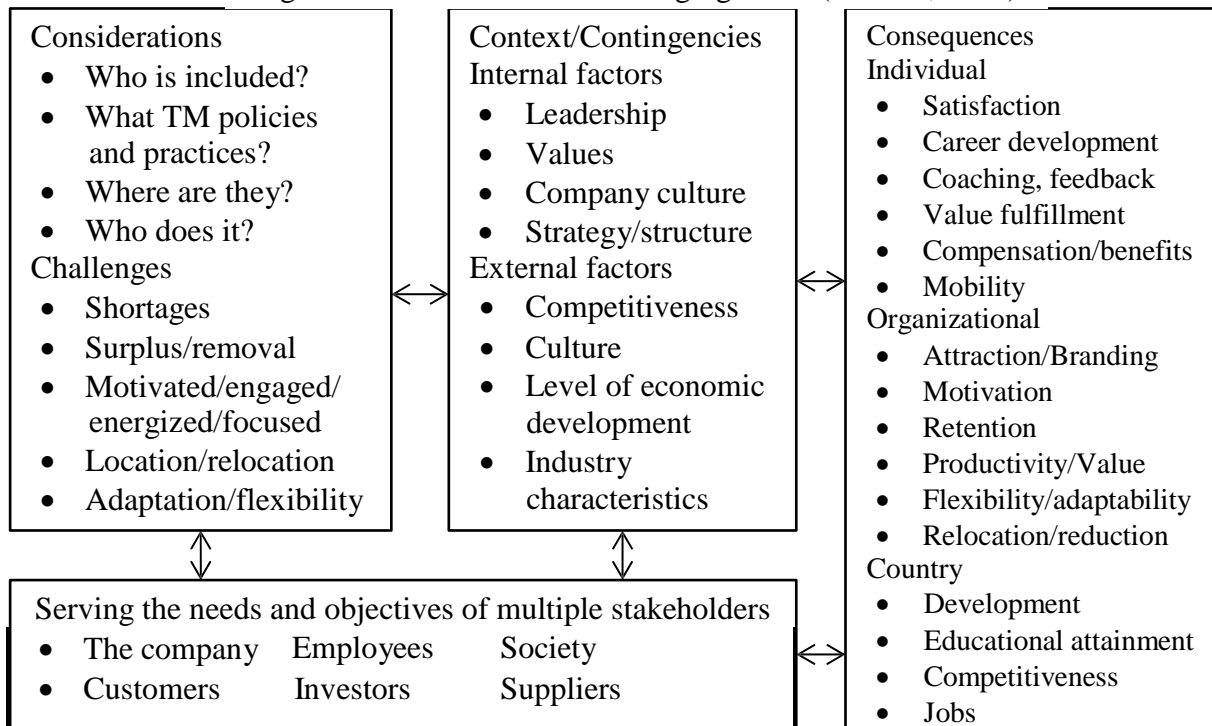 Considerations
• Who is included?
• What TM policies
and practices?
• Where are they?
• Who does it?
Challenges
• Shortages
• Surplus/removal
• Motivated/engaged/
energized/focused
• Location/relocation
• Adaptation/flexibility
Context/Contingencies
Internal factors
• Leadership
• Values
• Company culture
• Strategy/structure
External factors
• Competitiveness
• Culture
• Level of economic
development
• Industry
characteristics
Consequences
Individual
• Satisfaction
• Career development
• Coaching, feedback
• Value fulfillment
• Compensation/benefits
• Mobility
Organizational
• Attraction/Branding
• Motivation
• Retention
• Productivity/Value
• Flexibility/adaptability
• Relocation/reduction
Country
• Development
• Educational attainment
• Competitiveness
• Jobs
Serving the needs and objectives of multiple stakeholders
• The company Employees Society
• Customers Investors Suppliers